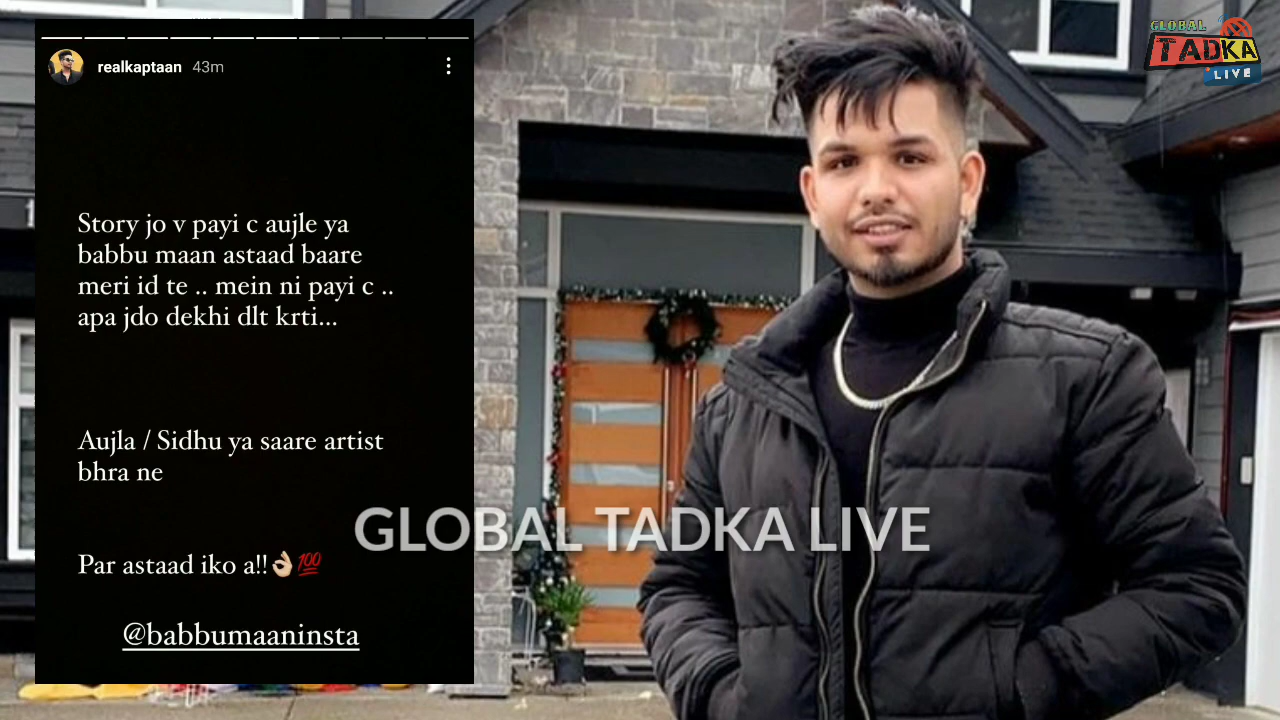 realkaptaan 43m
Story jo v payi c aujle ya
babbu maan astaad baare
meri id te .. mein ni payi c ..
apa jdo dekhi dlt krti...
Aujla / Sidhu ya saare artist
bhra ne
Par astaad iko a!!👌🏼💯
@babbumaaninsta
GLOBAL TADKA LIVE
GLOBAL
TADKA
LIVE